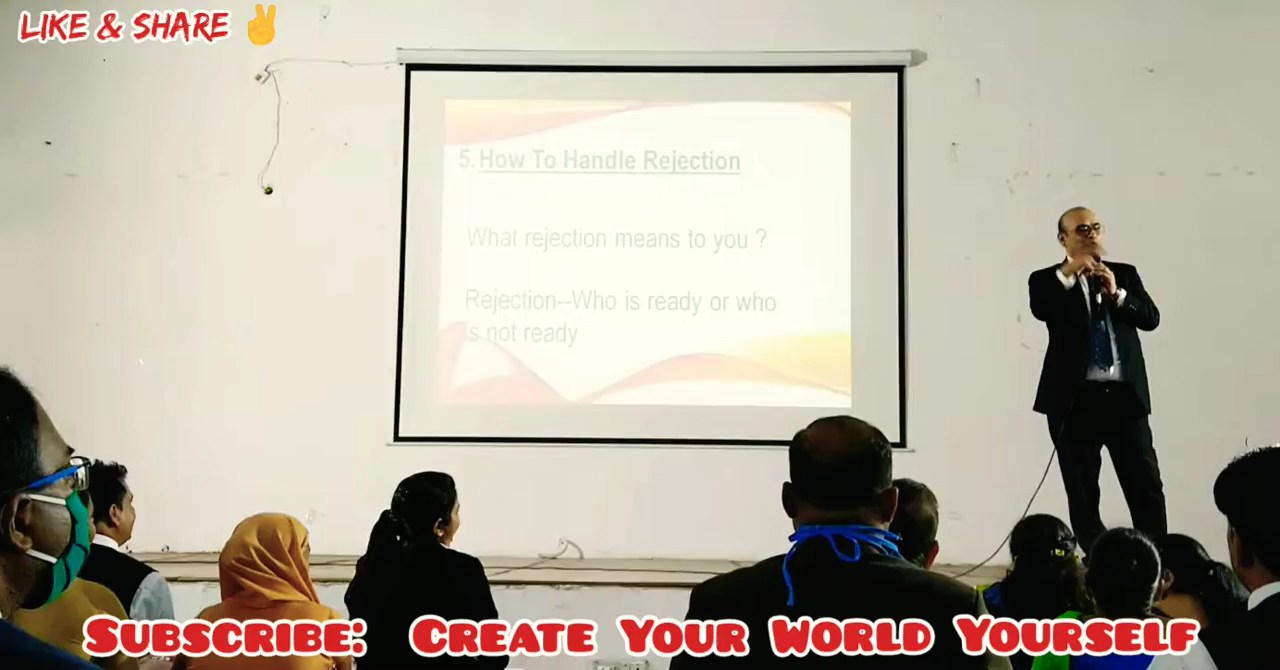 LIKE & SHARE ✌
5. How To Handle Rejection
What rejection means to you ?
Rejection--Who is ready or who
is not ready
SUBSCRIBE: CREATE YOUR WORLD YOURSELF